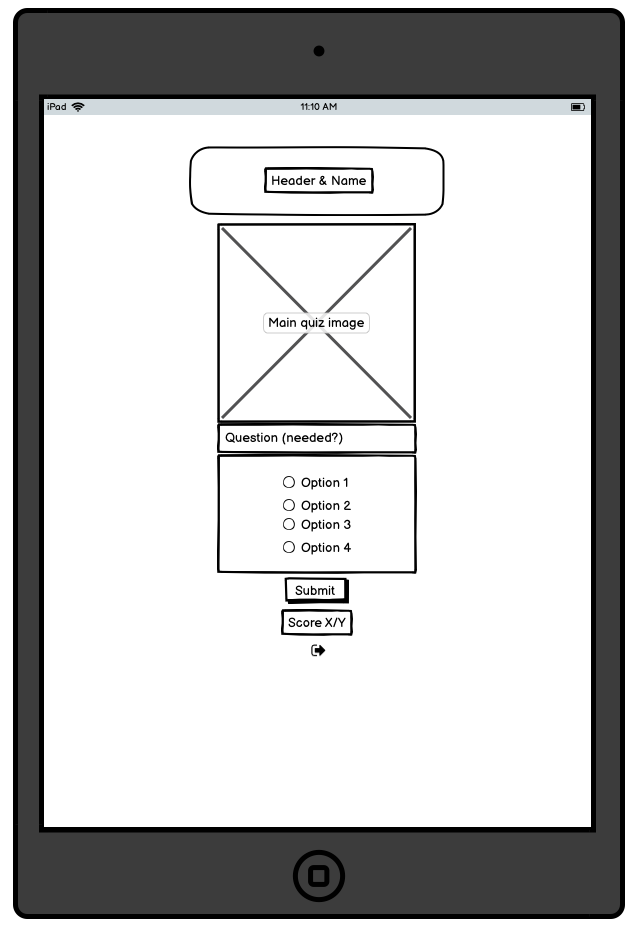 iPad 11:10 AM
Header & Name
Main quiz image
Question (needed?)
Option 1
Option 2
Option 3
Option 4
Submit
Score X/Y